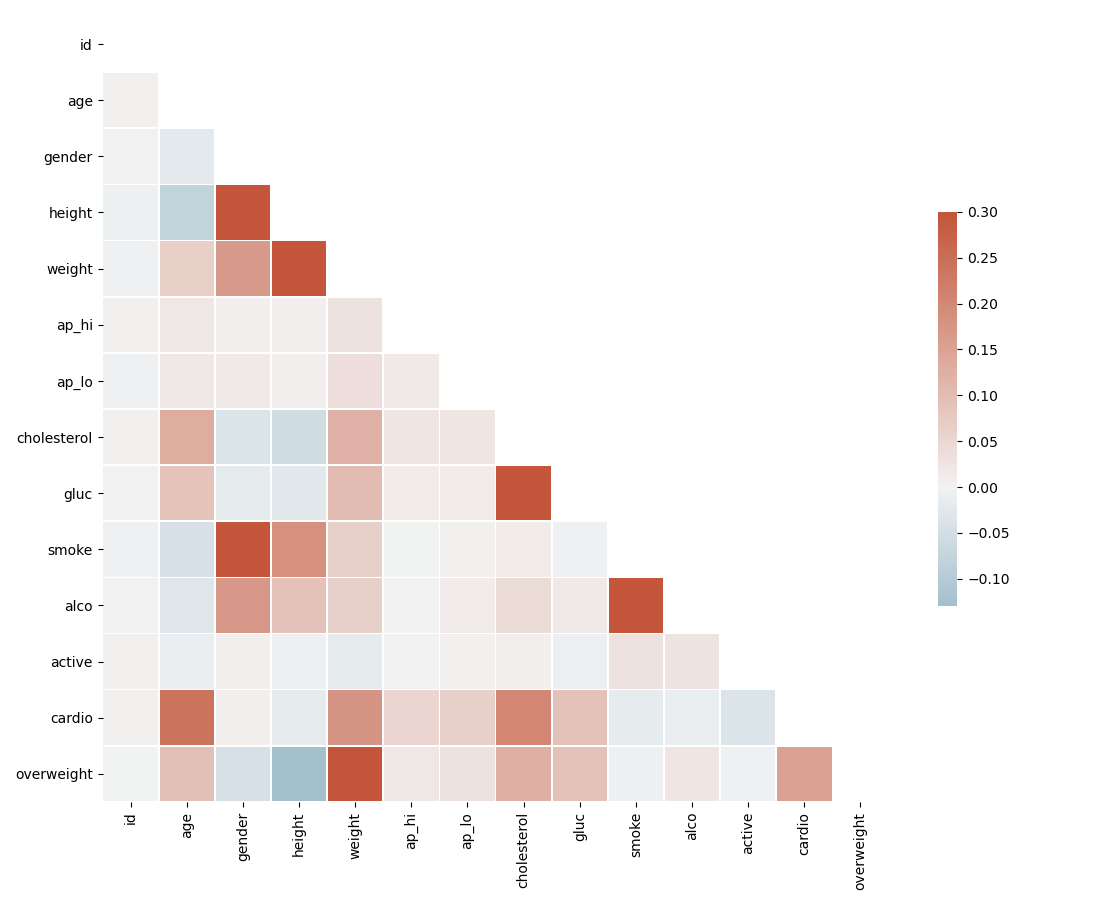 id
age
gender
height
weight
ap_hi
ap_lo
cholesterol
gluc
smoke
alco
active
cardio
overweight
id
age
gender
height
weight
ap_hi
ap_lo
cholesterol
gluc
smoke
alco
active
cardio
overweight
0.30
0.25
0.20
0.15
0.10
0.05
0.00
−0.05
−0.10